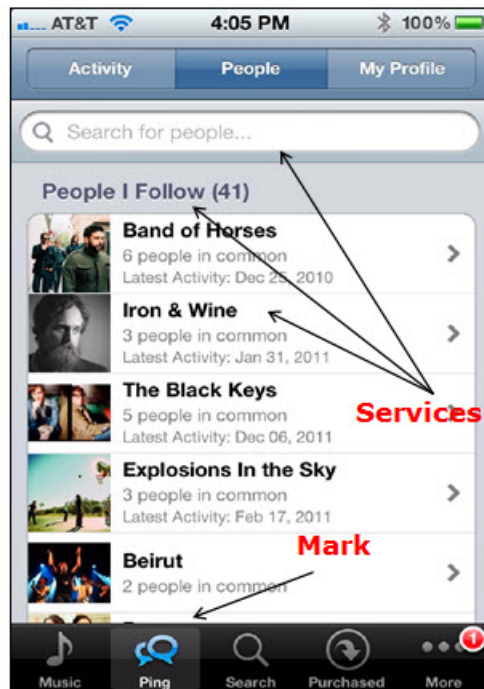 AT&T 4:05 PM 100%
Activity People My Profile
Search for people...
People I Follow (41)
Band of Horses
6 people in common
Latest Activity: Dec 25, 2010
Iron & Wine
3 people in common
Latest Activity: Jan 31, 2011
The Black Keys
5 people in common
Latest Activity: Dec 06, 2011
Services
Explosions In the Sky
3 people in common
Latest Activity: Feb 17, 2011
Mark
Beirut
2 people in common
1
Music Ping Search Purchased More